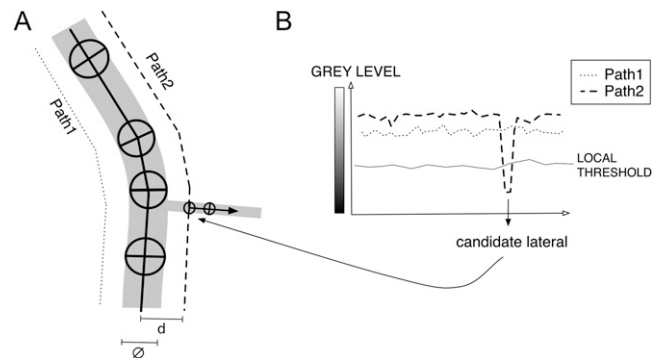 A
Path1
Path2
d
∅
B
GREY LEVEL
Path1
Path2
LOCAL
THRESHOLD
candidate lateral